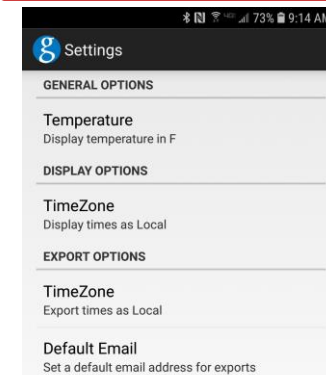 73% 9:14 AM
g Settings
GENERAL OPTIONS
Temperature
Display temperature in F
DISPLAY OPTIONS
TimeZone
Display times as Local
EXPORT OPTIONS
TimeZone
Export times as Local
Default Email
Set a default email address for exports